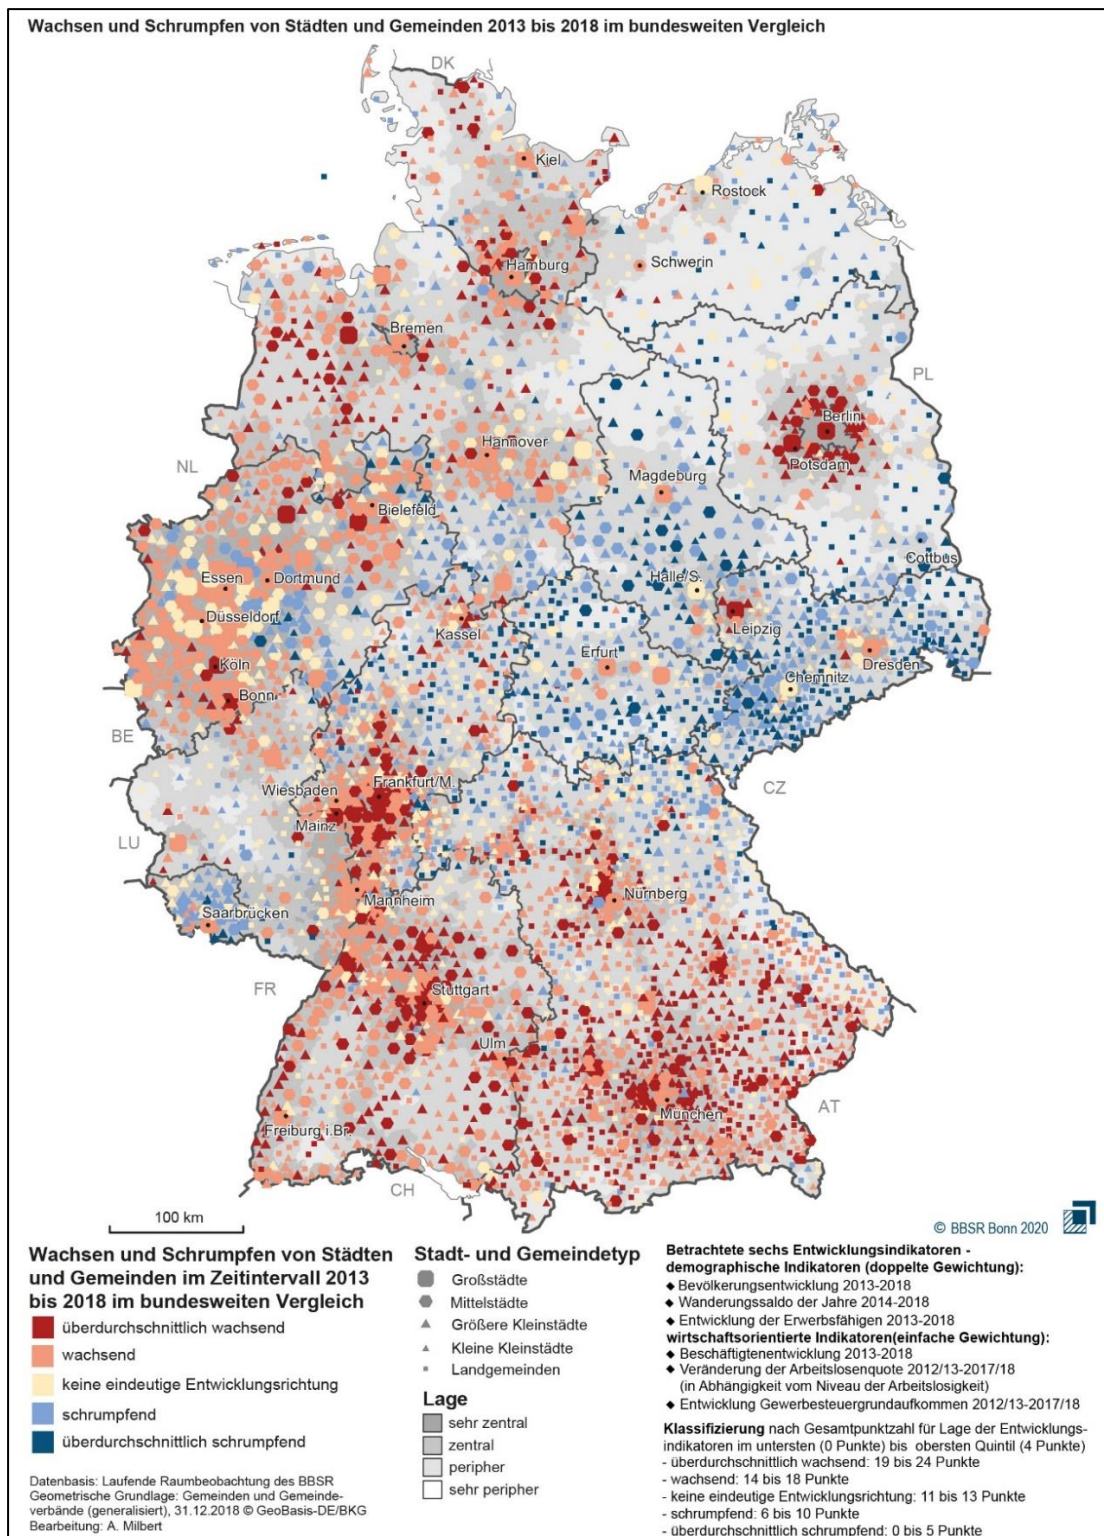 Wachsen und Schrumpfen von Städten und Gemeinden 2013 bis 2018 im bundesweiten Vergleich
DK
Kiel
Rostock
Hamburg
Schwerin
Bremen
PL
Berlin
Potsdam
Hannover
NL
Magdeburg
Bielefeld
Cottbus
Essen
Dortmund
Halle/S.
Düsseldorf
Leipzig
Kassel
Erfurt
Dresden
Köln
Chemnitz
Bonn
BE
CZ
Wiesbaden
Frankfurt/M.
Mainz
LU
Mannheim
Nürnberg
Saarbrücken
FR
Stuttgart
Ulm
München
AT
Freiburg i.Br.
CH
100 km
© BBSR Bonn 2020
Wachsen und Schrumpfen von Städten
und Gemeinden im Zeitintervall 2013
bis 2018 im bundesweiten Vergleich
überdurchschnittlich wachsend
wachsend
keine eindeutige Entwicklungsrichtung
schrumpfend
überdurchschnittlich schrumpfend
Datenbasis: Laufende Raumbeobachtung des BBSR
Geometrische Grundlage: Gemeinden und Gemeinde-
verbände (generalisiert), 31.12.2018 © GeoBasis-DE/BKG
Bearbeitung: A. Milbert
Stadt- und Gemeindetyp
Großstädte
Mittelstädte
Größere Kleinstädte
Kleine Kleinstädte
Landgemeinden
Lage
sehr zentral
zentral
peripher
sehr peripher
Betrachtete sechs Entwicklungsindikatoren -
demographische Indikatoren (doppelte Gewichtung):
◆ Bevölkerungsentwicklung 2013-2018
◆ Wanderungssaldo der Jahre 2014-2018
◆ Entwicklung der Erwerbsfähigen 2013-2018
wirtschaftsorientierte Indikatoren(einfache Gewichtung):
◆ Beschäftigtenentwicklung 2013-2018
◆ Veränderung der Arbeitslosenquote 2012/13-2017/18
(in Abhängigkeit vom Niveau der Arbeitslosigkeit)
◆ Entwicklung Gewerbesteuergrundaufkommen 2012/13-2017/18
Klassifizierung nach Gesamtpunktzahl für Lage der Entwicklungs-
indikatoren im untersten (0 Punkte) bis obersten Quintil (4 Punkte)
- überdurchschnittlich wachsend: 19 bis 24 Punkte
- wachsend: 14 bis 18 Punkte
- keine eindeutige Entwicklungsrichtung: 11 bis 13 Punkte
- schrumpfend: 6 bis 10 Punkte
- überdurchschnittlich schrumpfend: 0 bis 5 Punkte